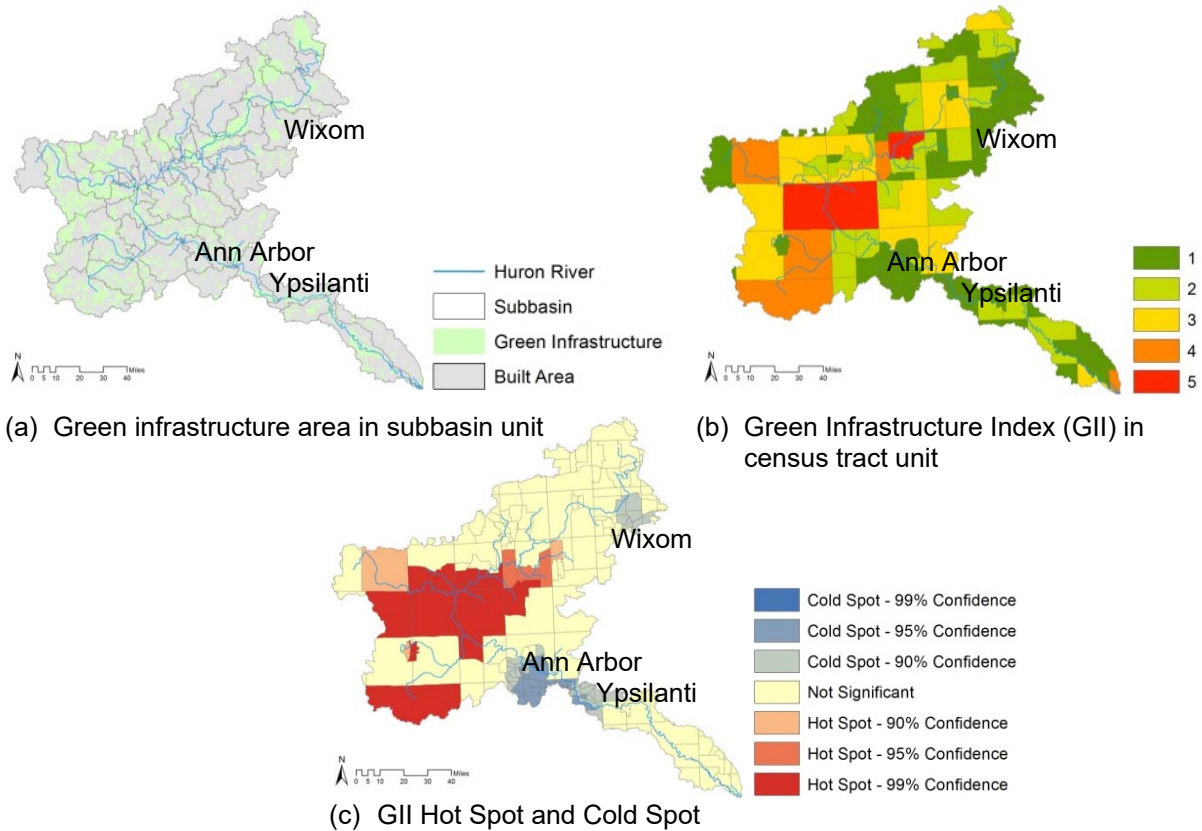 Wixom
Ann Arbor
Ypsilanti
Huron River
Subbasin
Green Infrastructure
Built Area
N
0 5 10 20 30 40
Miles
(a) Green infrastructure area in subbasin unit
Wixom
Ann Arbor
Ypsilanti
1
2
3
4
5
N
0 5 10 20 30 40
Miles
(b) Green Infrastructure Index (GII) in
census tract unit
Wixom
Ann Arbor
Ypsilanti
Cold Spot - 99% Confidence
Cold Spot - 95% Confidence
Cold Spot - 90% Confidence
Not Significant
Hot Spot - 90% Confidence
Hot Spot - 95% Confidence
Hot Spot - 99% Confidence
N
0 5 10 20 30 40
Miles
(c) GII Hot Spot and Cold Spot